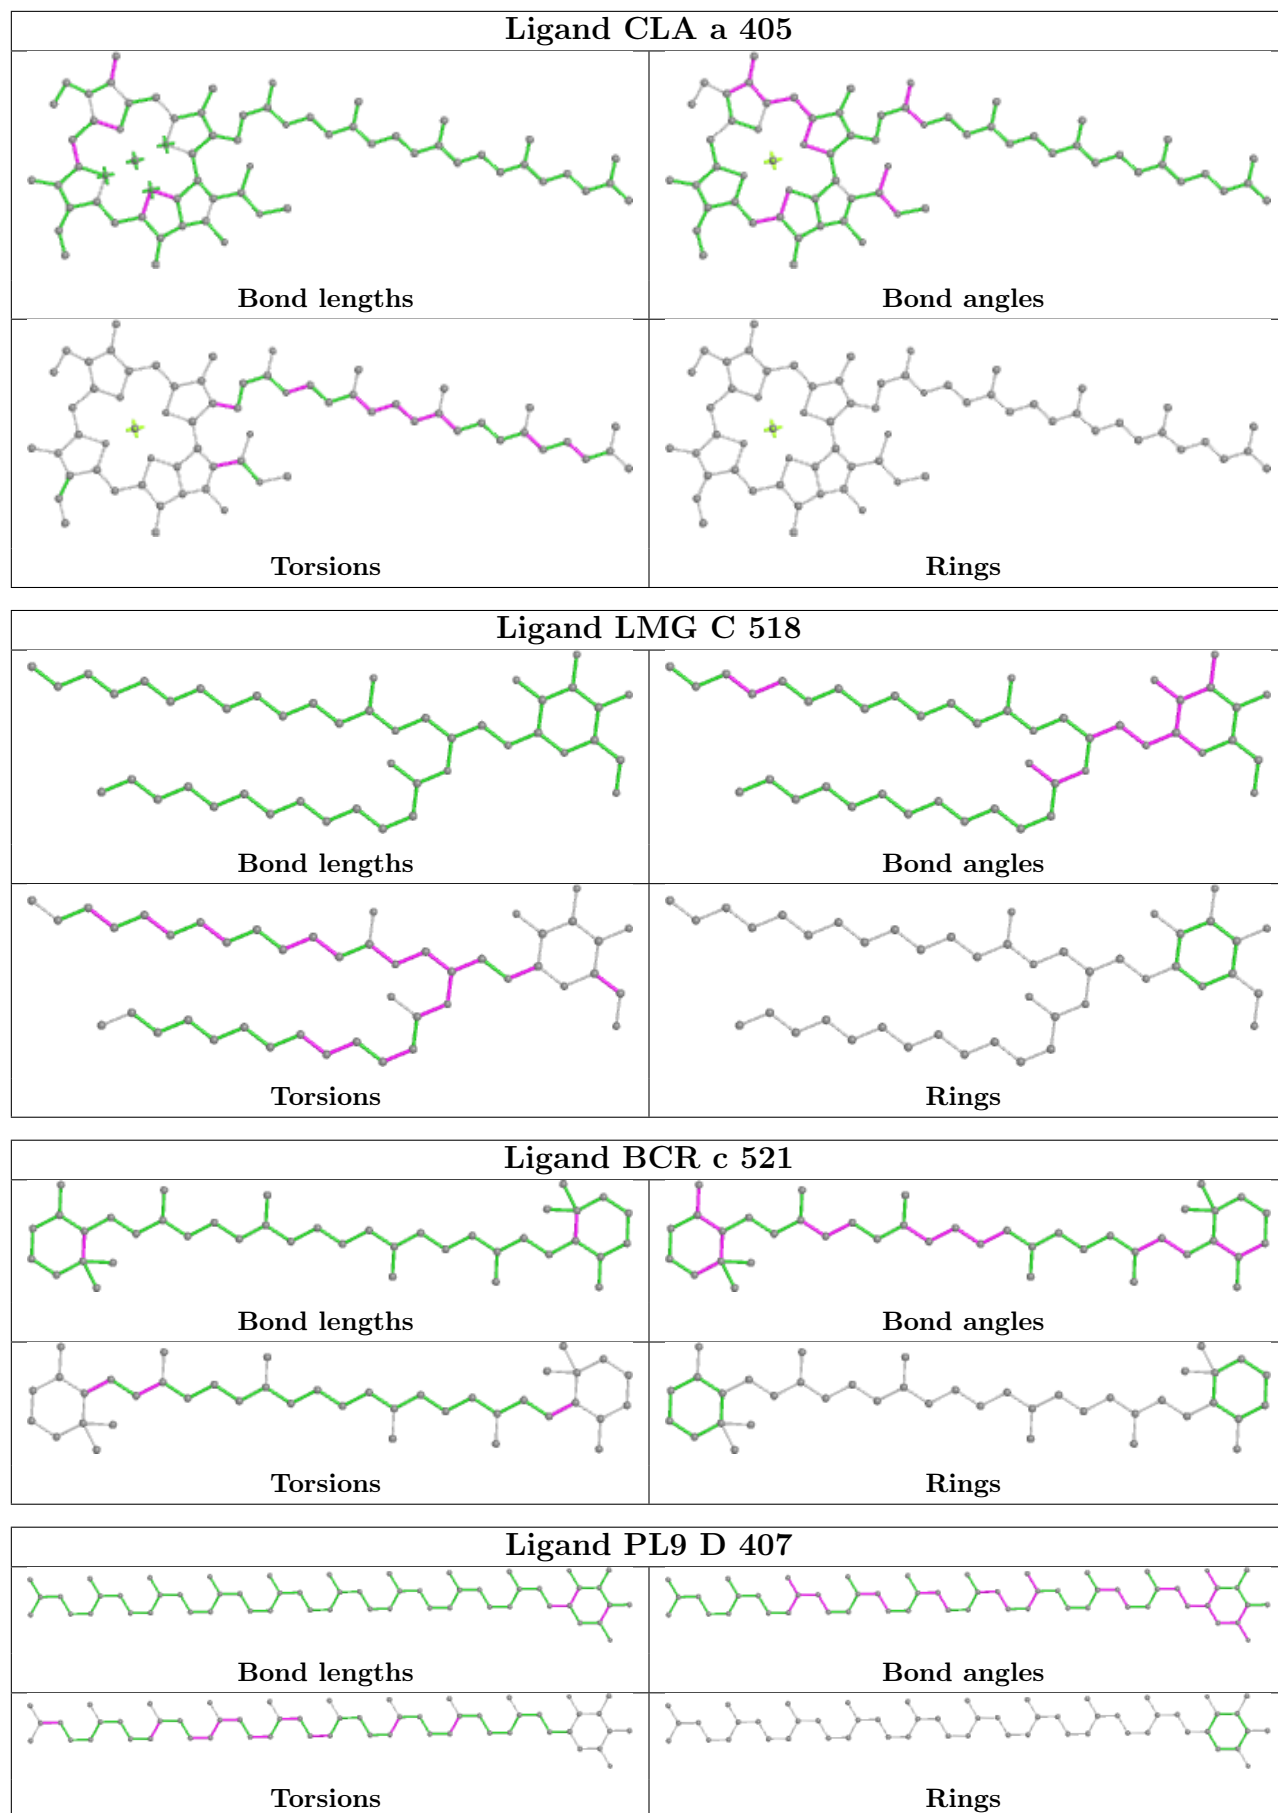 Ligand CLA a 405
Bond lengths
Bond angles
Torsions
Rings
Ligand LMG C 518
Bond lengths
Bond angles
Torsions
Rings
Ligand BCR c 521
Bond lengths
Bond angles
Torsions
Rings
Ligand PL9 D 407
Bond lengths
Bond angles
Torsions
Rings